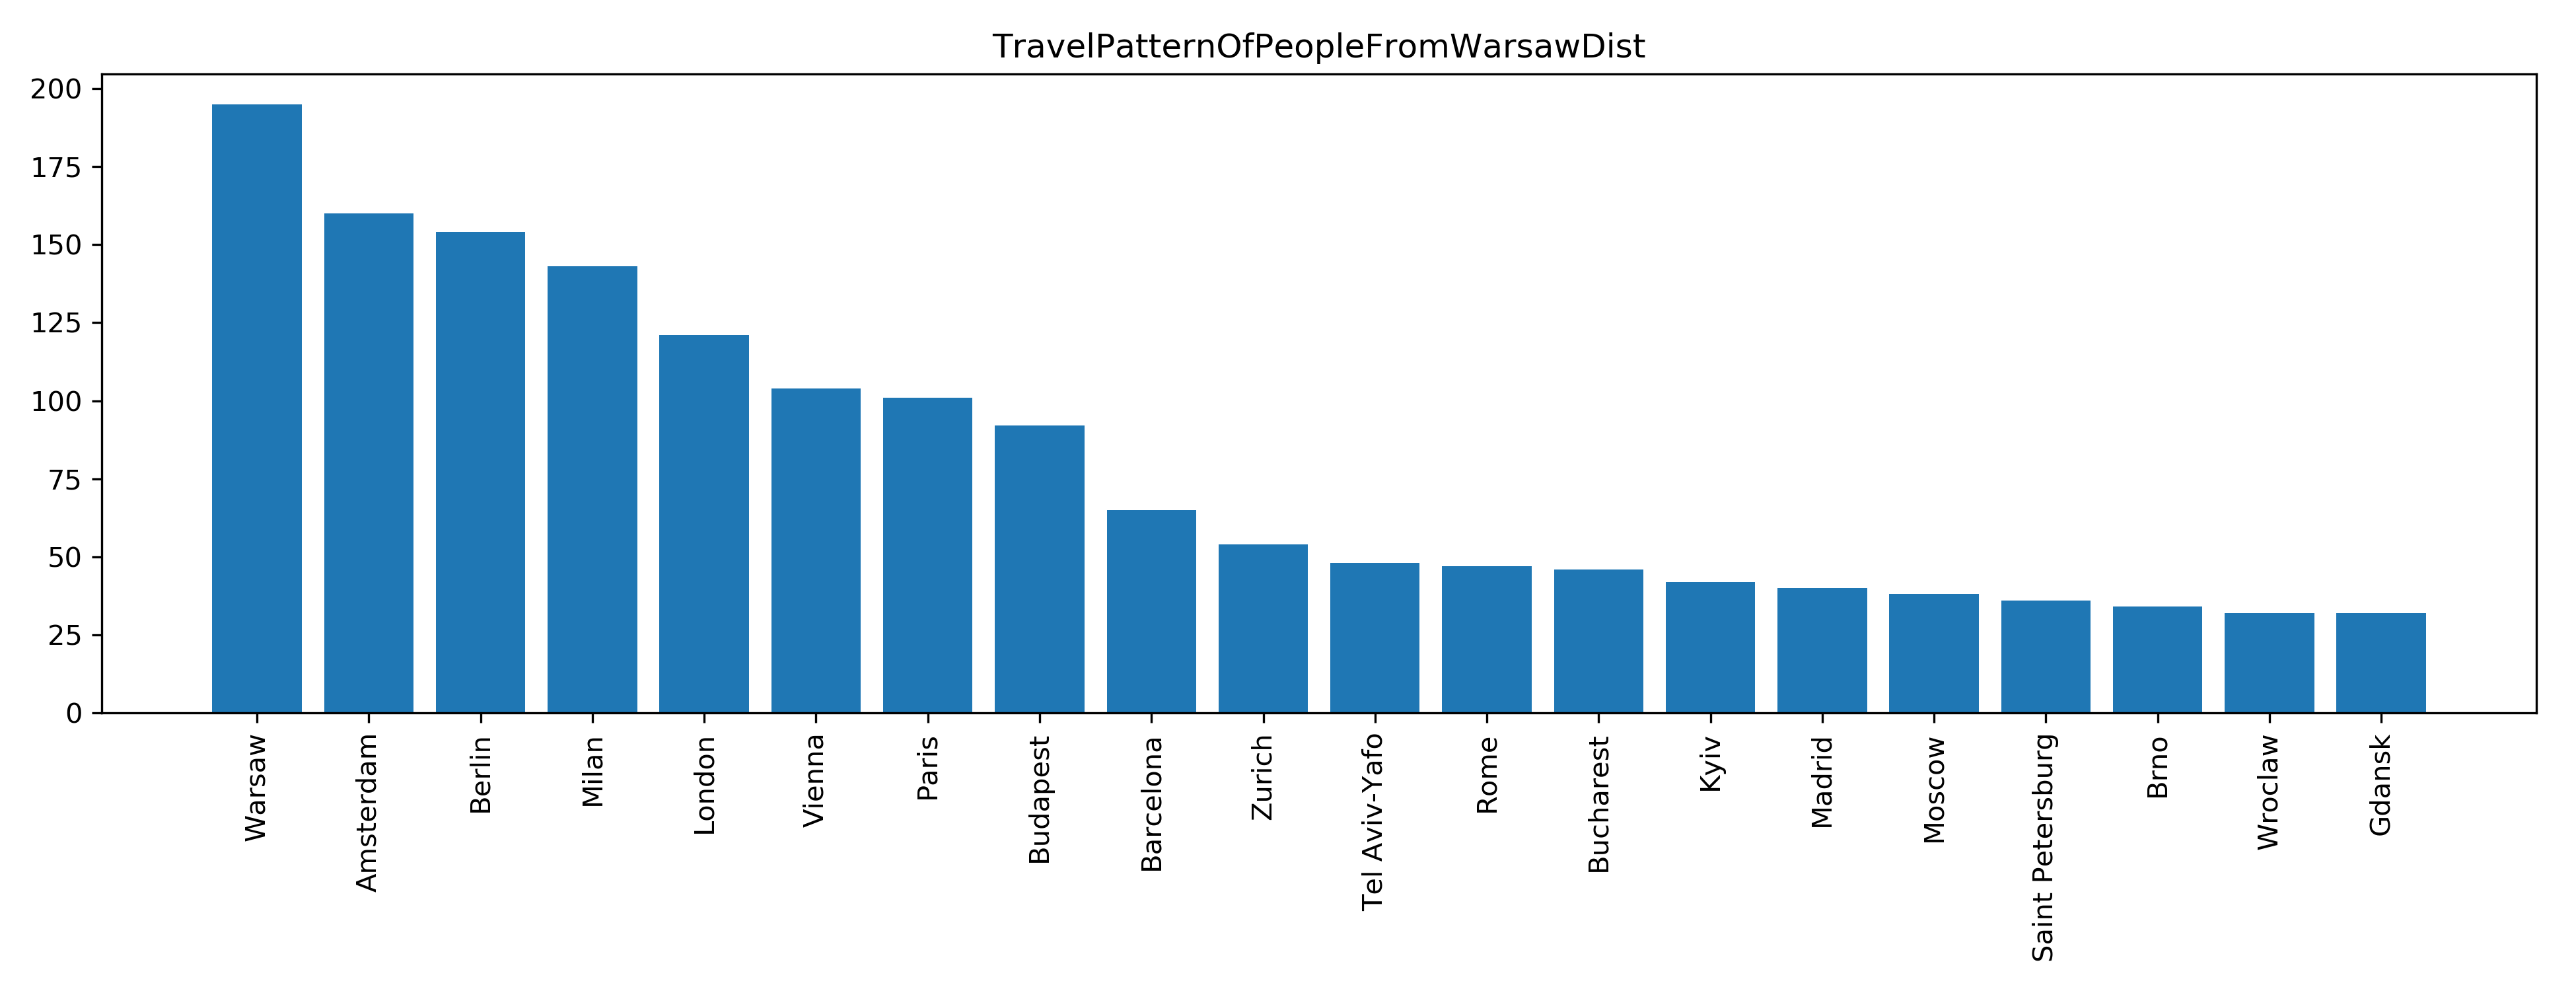 TravelPatternOfPeopleFromWarsawDist
200
175
150
125
100
75
50
25
0
Warsaw
Amsterdam
Berlin
Milan
London
Vienna
Paris
Budapest
Barcelona
Zurich
Tel Aviv-Yafo
Rome
Bucharest
Kyiv
Madrid
Moscow
Saint Petersburg
Brno
Wroclaw
Gdansk